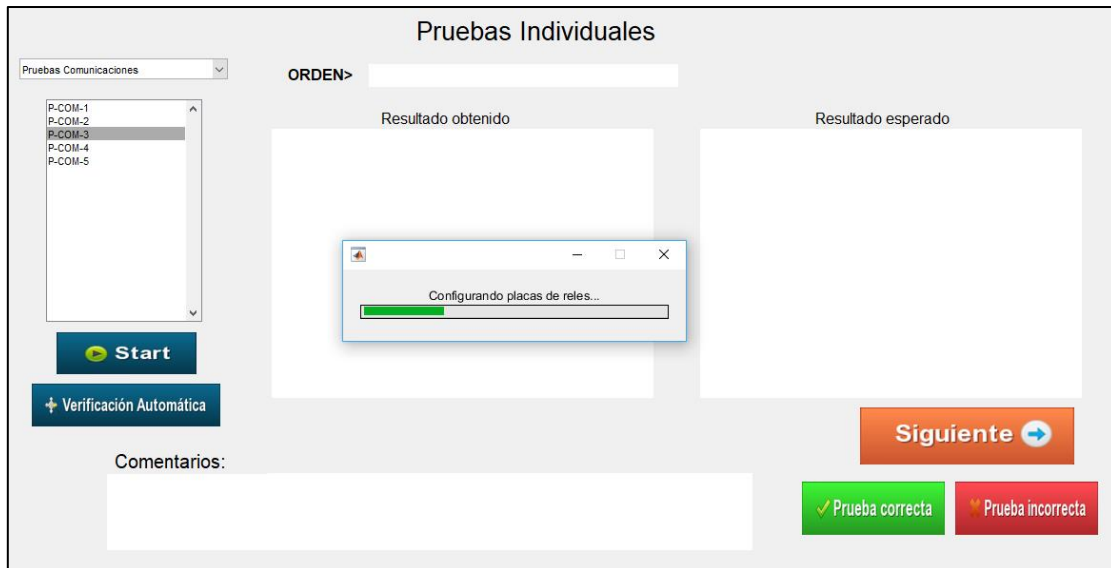 Pruebas Individuales
Pruebas Comunicaciones
ORDEN>
P-COM-1
P-COM-2
P-COM-3
P-COM-4
P-COM-5
Resultado obtenido
Resultado esperado
Configurando placas de reles...
Start
Verificación Automática
Siguiente
Comentarios:
Prueba correcta
Prueba incorrecta